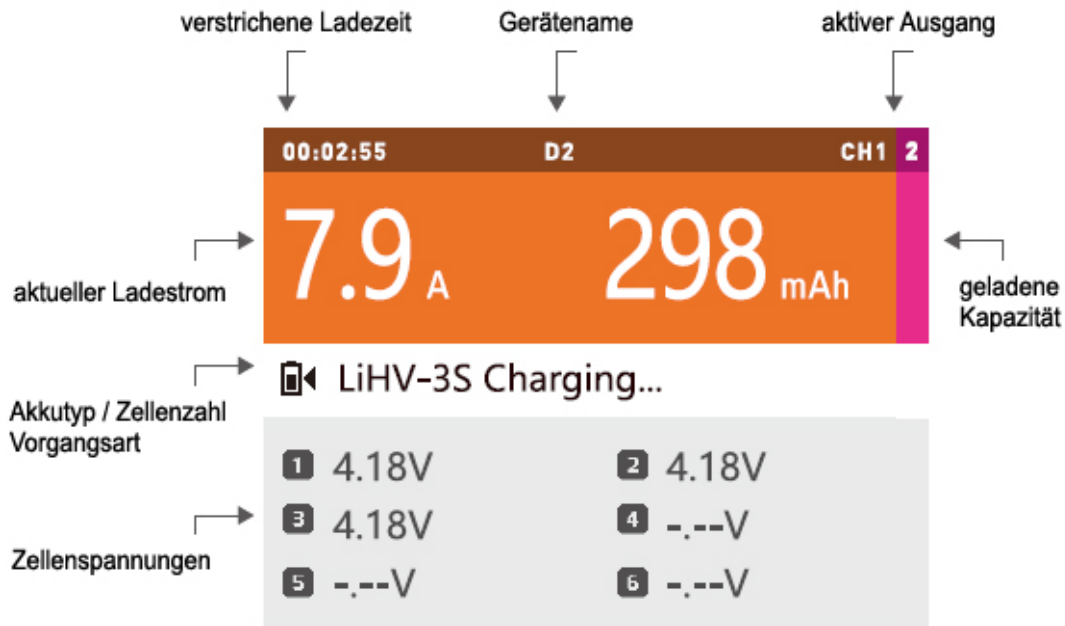 verstrichene Ladezeit Gerätename aktiver Ausgang
00:02:55 D2 CH1 2
7.9 A 298 mAh
aktueller Ladestrom
geladene
Kapazität
LiHV-3S Charging...
Akkutyp / Zellenzahl
Vorgangsart
1 4.18V 2 4.18V
3 4.18V 4 -.--V
Zellenspannungen
5 -.--V 6 -.--V